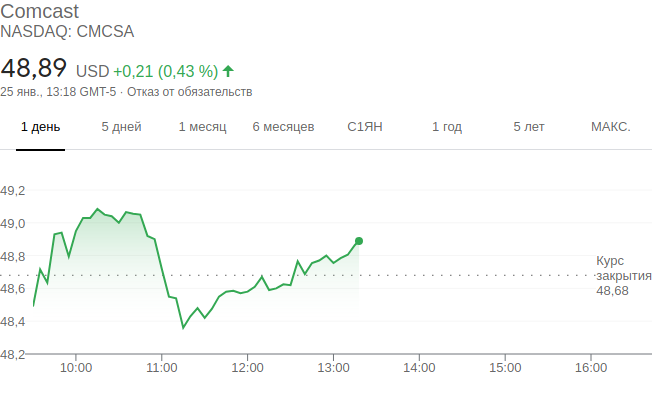 Comcast
NASDAQ: CMCSA
48,89 USD +0,21 (0,43 %)
25 янв., 13:18 GMT-5 · Отказ от обязательств
1 день 5 дней 1 месяц 6 месяцев С1ЯН 1 год 5 лет МАКС.
49,2
49,0
48,8
Курс
закрытия
48,68
48,6
48,4
48,2
10:00 11:00 12:00 13:00 14:00 15:00 16:00